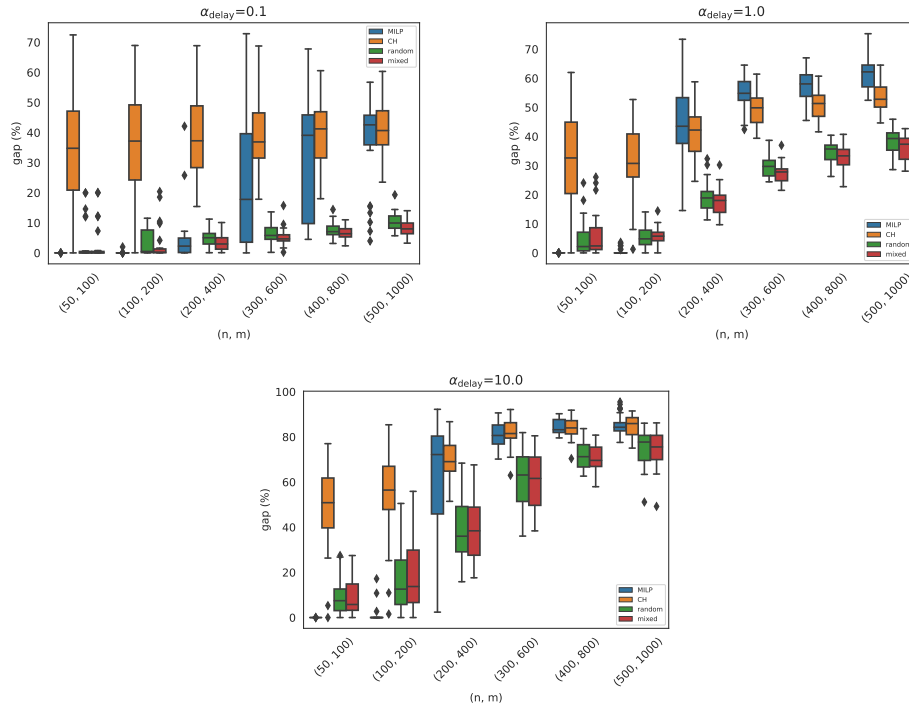 α_delay=0.1
gap (%)
70
60
50
40
30
20
10
0
MILP
CH
random
mixed
(50, 100)
(100, 200)
(200, 400)
(300, 600)
(400, 800)
(500, 1000)
(n, m)
α_delay=1.0
gap (%)
70
60
50
40
30
20
10
0
MILP
CH
random
mixed
(50, 100)
(100, 200)
(200, 400)
(300, 600)
(400, 800)
(500, 1000)
(n, m)
α_delay=10.0
gap (%)
100
80
60
40
20
0
MILP
CH
random
mixed
(50, 100)
(100, 200)
(200, 400)
(300, 600)
(400, 800)
(500, 1000)
(n, m)